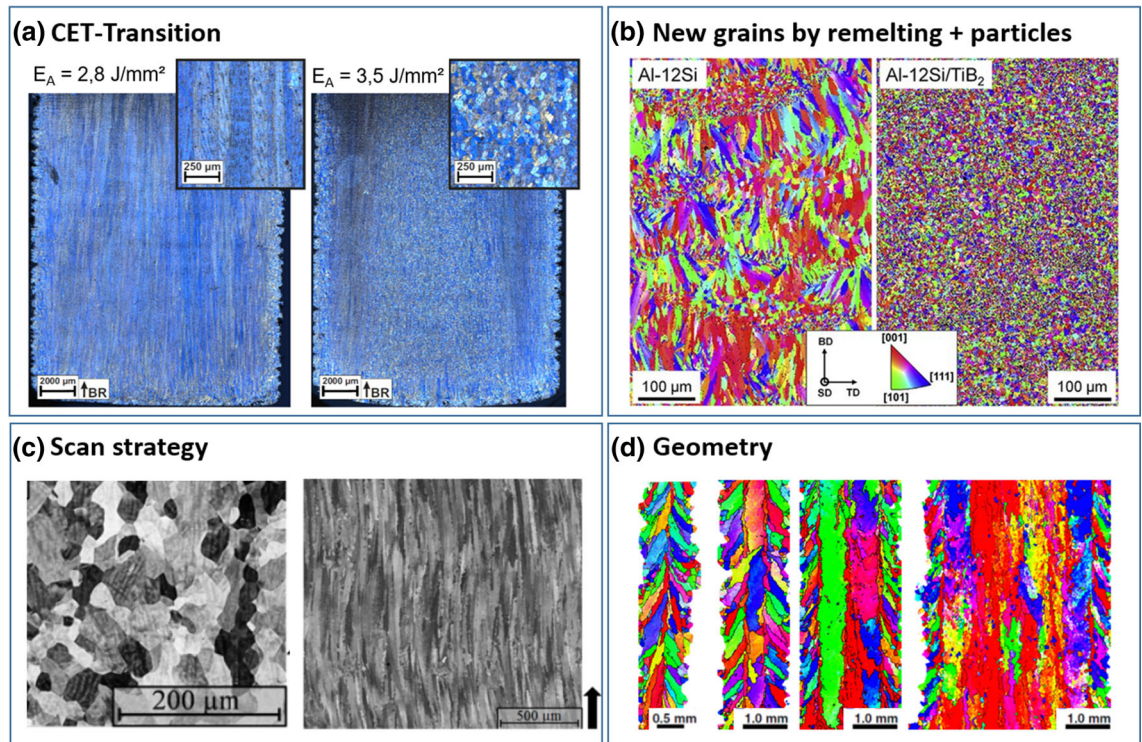 (a) CET-Transition
E_A = 2,8 J/mm²
E_A = 3,5 J/mm²
250 µm
250 µm
2000 µm
↑BR
2000 µm
↑BR
(b) New grains by remelting + particles
Al-12Si
Al-12Si/TiB₂
BD
SD
TD
[001]
[111]
[101]
100 µm
100 µm
(c) Scan strategy
200 µm
500 µm
(d) Geometry
0.5 mm
1.0 mm
1.0 mm
1.0 mm